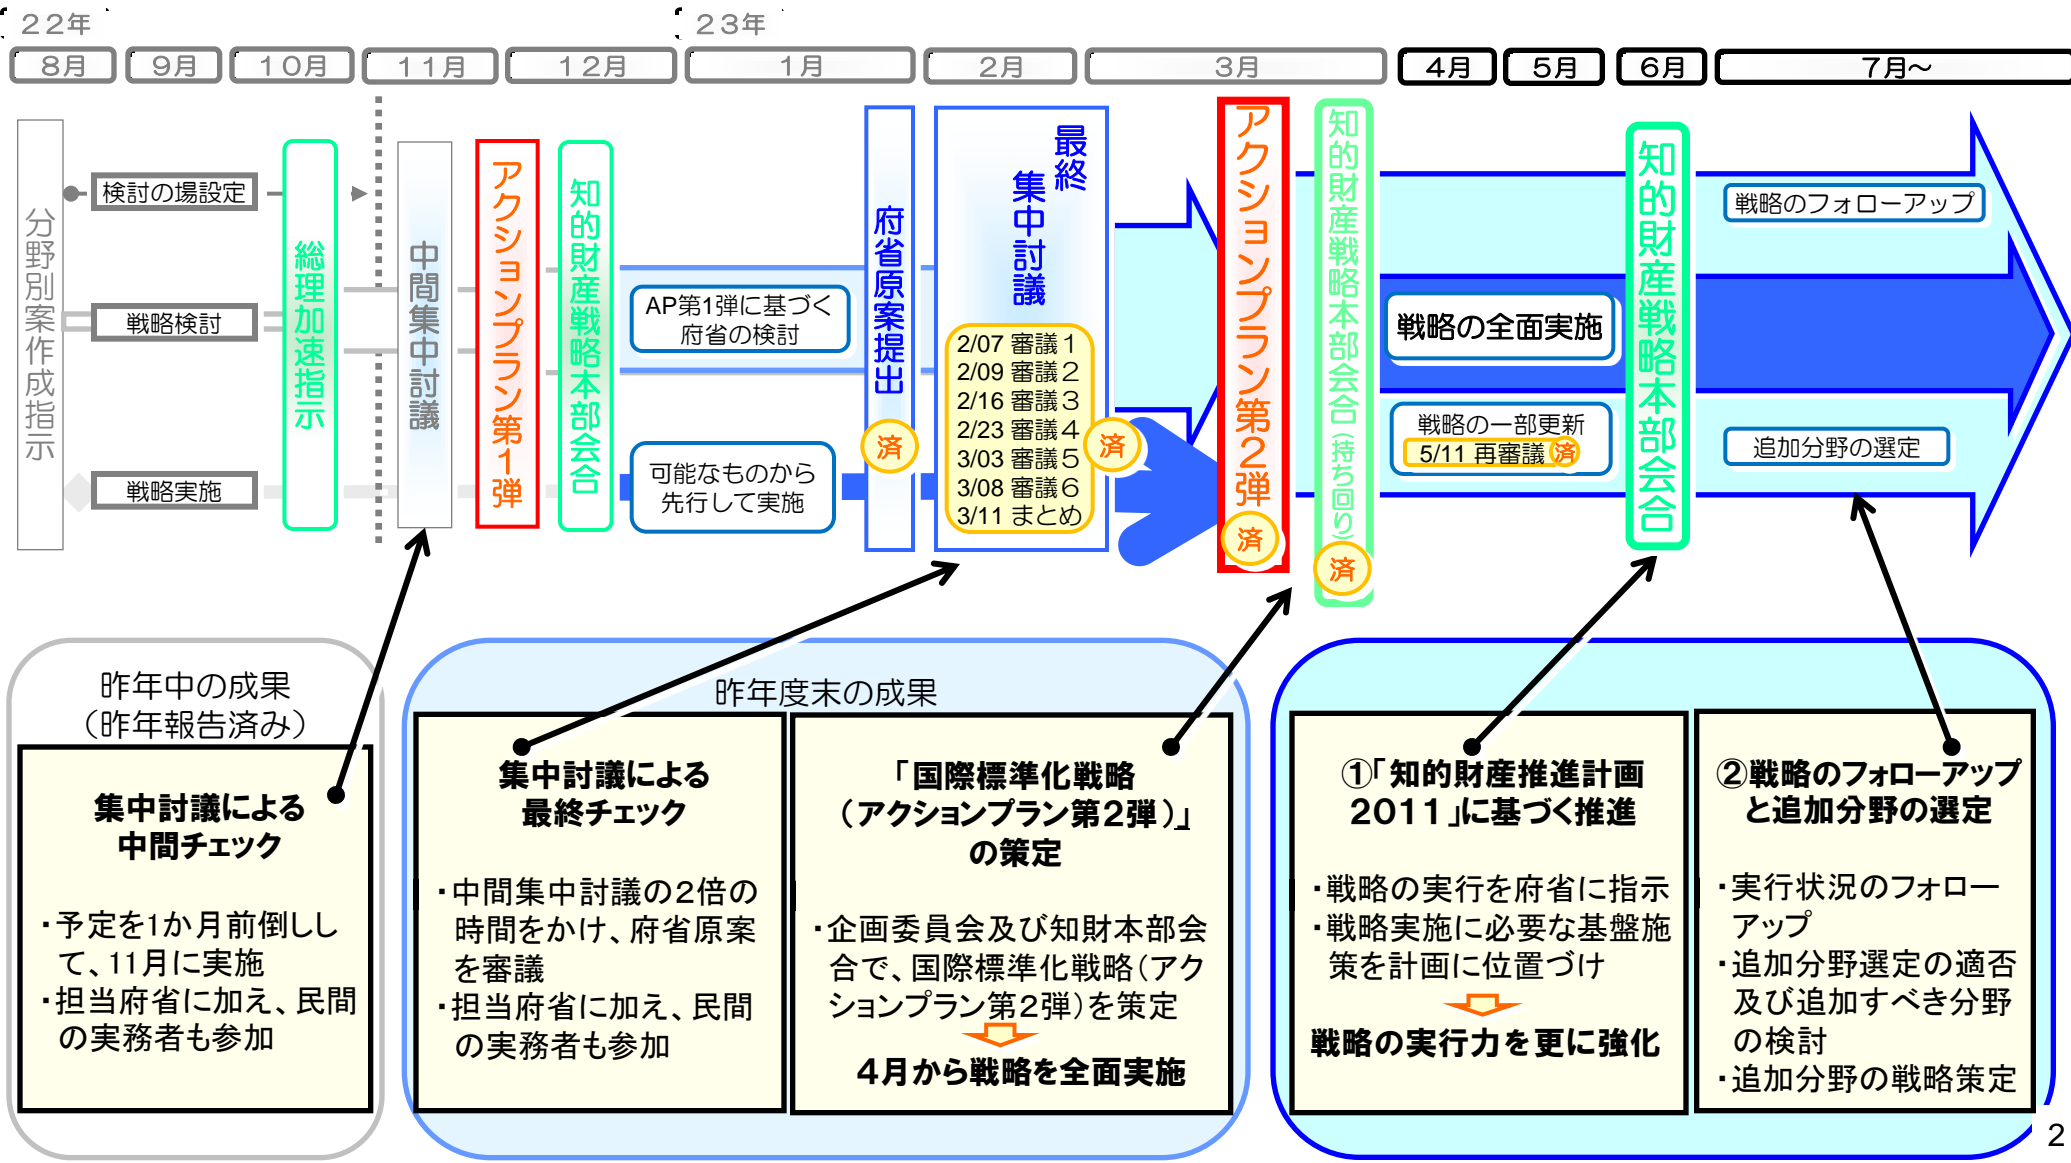 22年
23年
8月
9月
10月
11月
12月
1月
2月
3月
4月
5月
6月
7月～
分野別案作成指示
検討の場設定
戦略検討
戦略実施
総理加速指示
中間集中討議
アクションプラン第1弾
知的財産戦略本部会合
AP第1弾に基づく
府省の検討
可能なものから
先行して実施
府省原案提出
済
最終
集中討議
2/07 審議１
2/09 審議２
2/16 審議３
2/23 審議４
3/03 審議５
3/08 審議６
3/11 まとめ
済
アクションプラン第2弾
済
知的財産戦略本部会合（持ち回り）
済
戦略の全面実施
戦略の一部更新
5/11 再審議 済
知的財産戦略本部会合
戦略のフォローアップ
追加分野の選定
昨年中の成果
（昨年報告済み）
集中討議による
中間チェック
・予定を1か月前倒しし
て、11月に実施
・担当府省に加え、民間
の実務者も参加
昨年度末の成果
集中討議による
最終チェック
・中間集中討議の２倍の
時間をかけ、府省原案
を審議
・担当府省に加え、民間
の実務者も参加
「国際標準化戦略
（アクションプラン第２弾）」
の策定
・企画委員会及び知財本部会
合で、国際標準化戦略（アク
ションプラン第２弾）を策定
４月から戦略を全面実施
①「知的財産推進計画
２０１１」に基づく推進
・戦略の実行を府省に指示
・戦略実施に必要な基盤施
策を計画に位置づけ
戦略の実行力を更に強化
②戦略のフォローアップ
と追加分野の選定
・実行状況のフォロー
アップ
・追加分野選定の適否
及び追加すべき分野
の検討
・追加分野の戦略策定
2